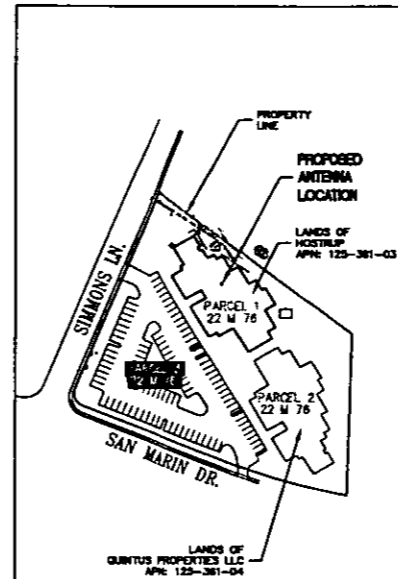 PROPERTY
LINE
PROPOSED
ANTENNA
LOCATION
LANDS OF
HOSTRUP
APN: 125-361-03
SIMMONS LN.
PARCEL 1
22 M 76
PARCEL 2
22 M 76
SAN MARIN DR.
LANDS OF
QUINTUS PROPERTIES LLC
APN: 125-361-04